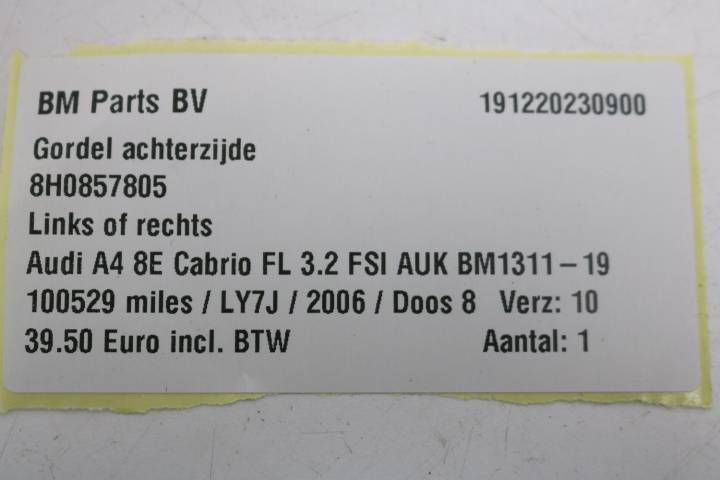 BM Parts BV 191220230900
Gordel achterzijde
8H0857805
Links of rechts
Audi A4 8E Cabrio FL 3.2 FSI AUK BM1311-19
100529 miles / LY7J / 2006 / Doos 8 Verz: 10
39.50 Euro incl. BTW Aantal: 1